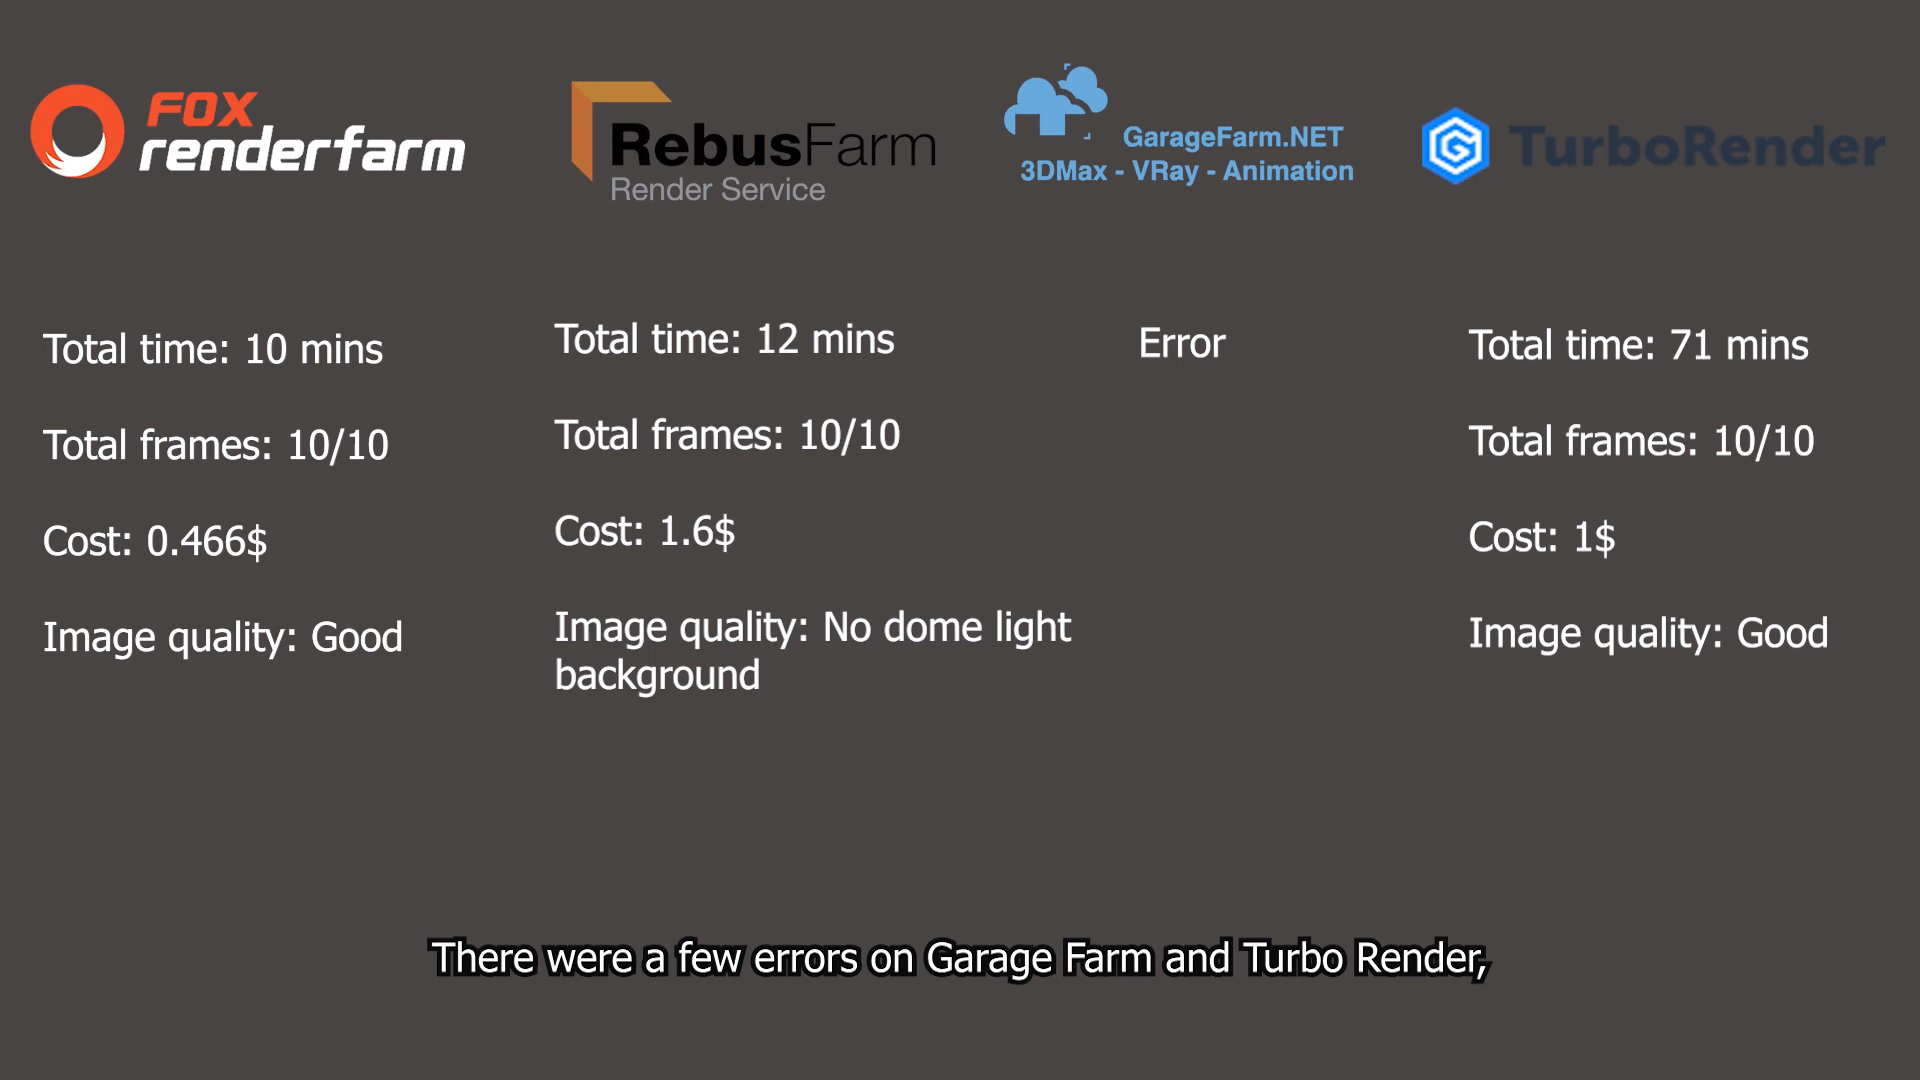 FOX
renderfarm
RebusFarm
Render Service
GarageFarm.NET
3DMax - VRay - Animation
TurboRender
Total time: 10 mins
Total frames: 10/10
Cost: 0.466$
Image quality: Good
Total time: 12 mins
Total frames: 10/10
Cost: 1.6$
Image quality: No dome light
background
Error
Total time: 71 mins
Total frames: 10/10
Cost: 1$
Image quality: Good
There were a few errors on Garage Farm and Turbo Render,